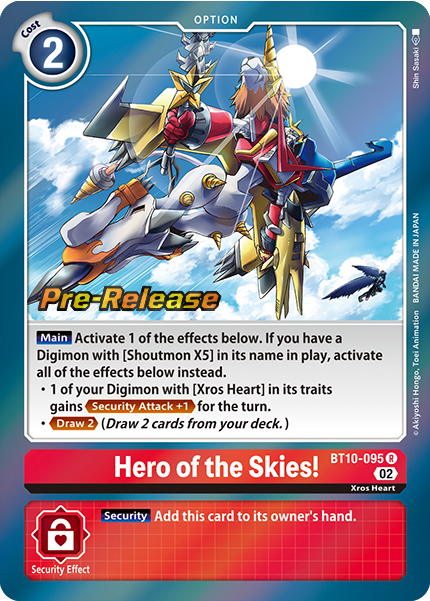 OPTION
Cost
2
Shin Sasaki
Pre-Release
Main Activate 1 of the effects below. If you have a
Digimon with [Shoutmon X5] in its name in play, activate
all of the effects below instead.
・1 of your Digimon with [Xros Heart] in its traits
gains Security Attack +1 for the turn.
・Draw 2 (Draw 2 cards from your deck.)
©Akiyoshi Hongo, Toei Animation BANDAI MADE IN JAPAN
Hero of the Skies!
BT10-095 R
02
Xros Heart
Security Add this card to its owner's hand.
Security Effect